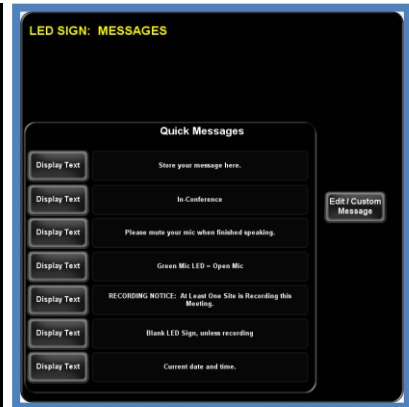 LED SIGN: MESSAGES
Quick Messages
Display Text
Store your message here.
Display Text
In-Conference
Edit / Custom
Message
Display Text
Please mute your mic when finished speaking.
Display Text
Green Mic LED = Open Mic
Display Text
RECORDING NOTICE: At Least One Site is Recording this
Meeting.
Display Text
Blank LED Sign, unless recording
Display Text
Current date and time.